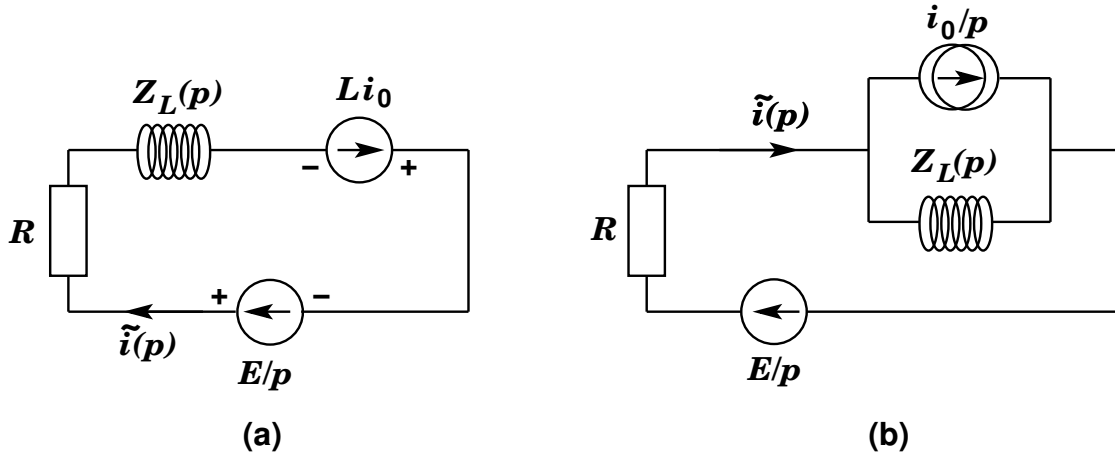 Z_L(p)
Li_0
R
–
+
+
–
ĩ(p)
E/p
(a)
i_0/p
ĩ(p)
Z_L(p)
R
E/p
(b)